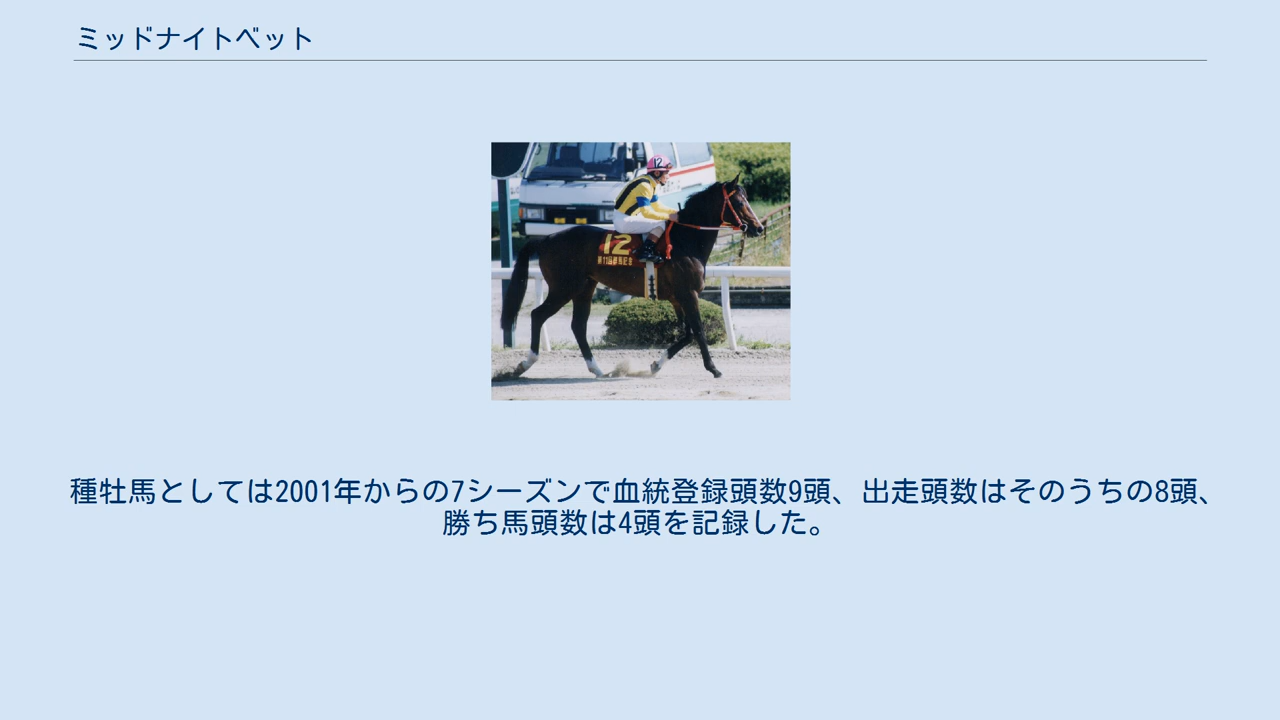 ミッドナイトベット
12
12
種牡馬としては2001年からの7シーズンで血統登録頭数9頭、出走頭数はそのうちの8頭、
勝ち馬頭数は4頭を記録した。